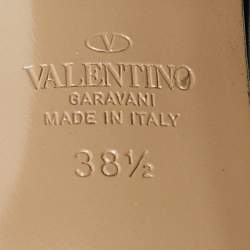 V
VALENTINO
GARAVANI
MADE IN ITALY
38½